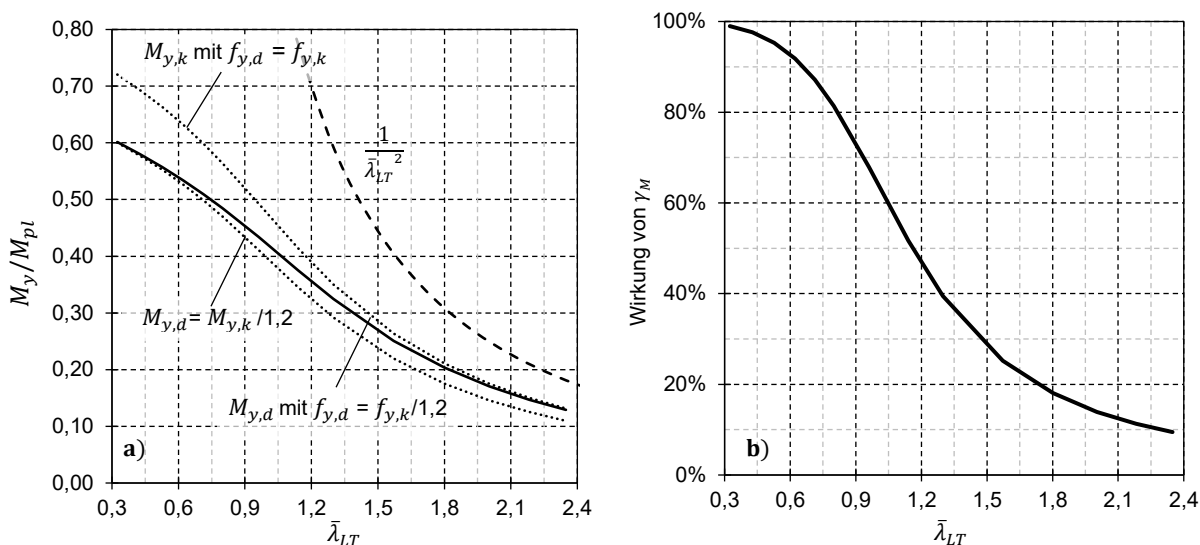 0,80
0,70
0,60
0,50
0,40
0,30
0,20
0,10
0,00
M_y/M_pl
M_y,k mit f_y,d = f_y,k
1/λ̄_LT²
M_y,d= M_y,k/1,2
M_y,d mit f_y,d = f_y,k/1,2
a)
0,3 0,6 0,9 1,2 1,5 1,8 2,1 2,4
λ̄_LT
100%
80%
60%
40%
20%
0%
Wirkung von γ_M
b)
0,3 0,6 0,9 1,2 1,5 1,8 2,1 2,4
λ̄_LT